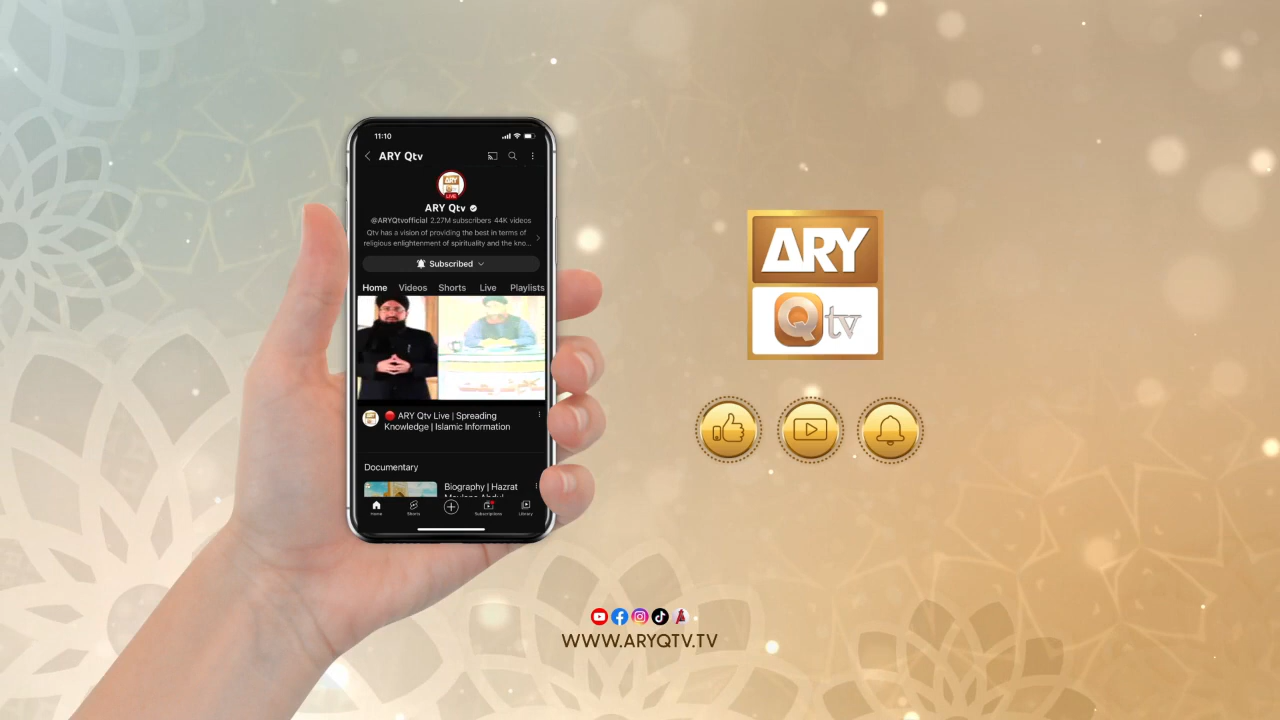 11:10
ARY Qtv
LIVE
ARY Qtv
@ARYQtvofficial 2.27M subscribers 44K videos
Qtv has a vision of providing the best in terms of
religious enlightenment of spirituality and the kno...
Subscribed
Home Videos Shorts Live Playlists
ARY Qtv Live | Spreading
Knowledge | Islamic Information
Documentary
Biography | Hazrat
Home Shorts Subscriptions Library
ARY
Qtv
WWW.ARYQTV.TV